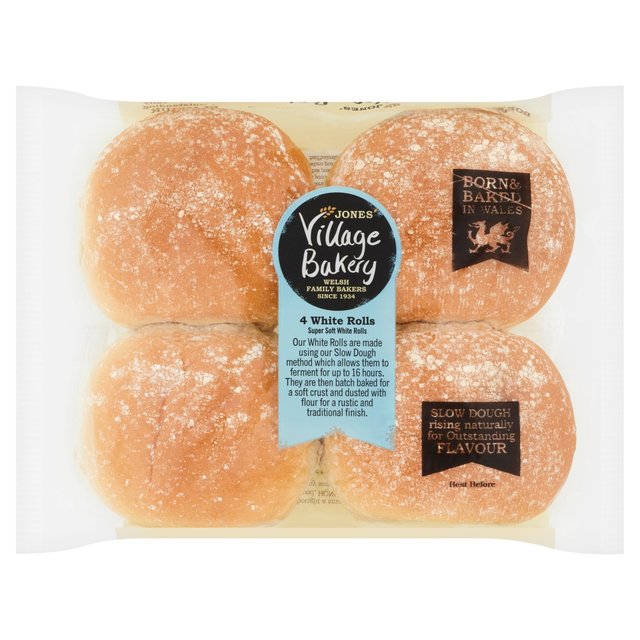 JONES'
Village
Bakery
WELSH
FAMILY BAKERS
SINCE 1934
4 White Rolls
Super Soft White Rolls
Our White Rolls are made
using our Slow Dough
method which allows them to
ferment for up to 16 hours.
They are then batch baked for
a soft crust and dusted with
flour for a rustic and
traditional finish.
BORN &
BAKED
IN WALES
SLOW DOUGH
rising naturally
for Outstanding
FLAVOUR
Best Before